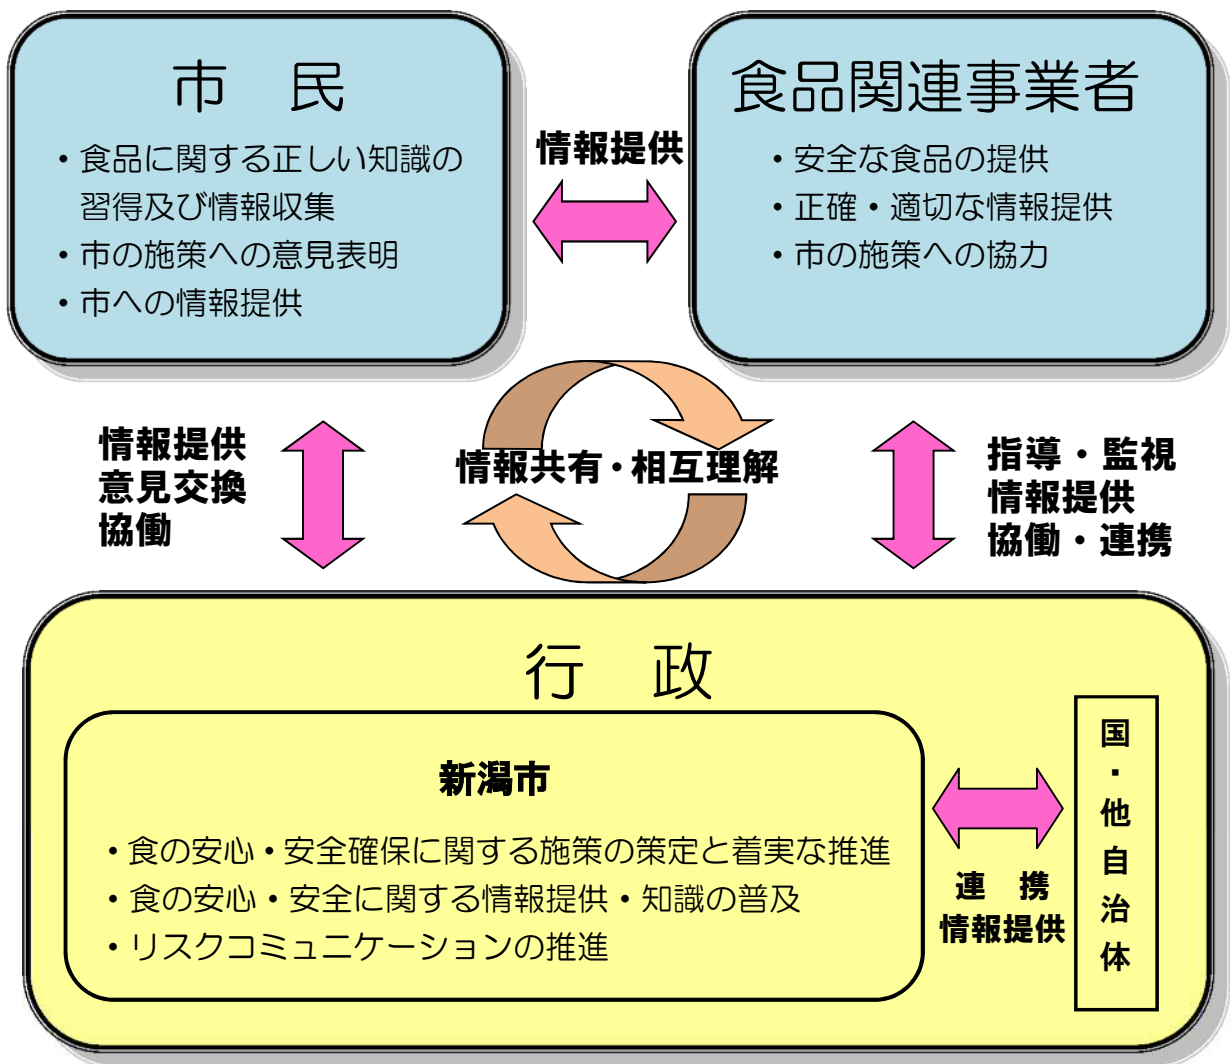 市　民
・食品に関する正しい知識の
習得及び情報収集
・市の施策への意見表明
・市への情報提供
情報提供
食品関連事業者
・安全な食品の提供
・正確・適切な情報提供
・市の施策への協力
情報提供
意見交換
協働
情報共有・相互理解
指導・監視
情報提供
協働・連携
行　政
新潟市
・食の安心・安全確保に関する施策の策定と着実な推進
・食の安心・安全に関する情報提供・知識の普及
・リスクコミュニケーションの推進
連　携
情報提供
国・他自治体